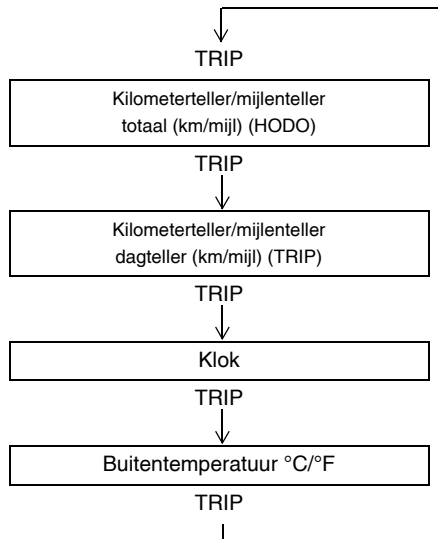 TRIP
Kilometerteller/mijlenteller
totaal (km/mijl) (HODO)
TRIP
Kilometerteller/mijlenteller
dagteller (km/mijl) (TRIP)
TRIP
Klok
TRIP
Buitentemperatuur °C/°F
TRIP